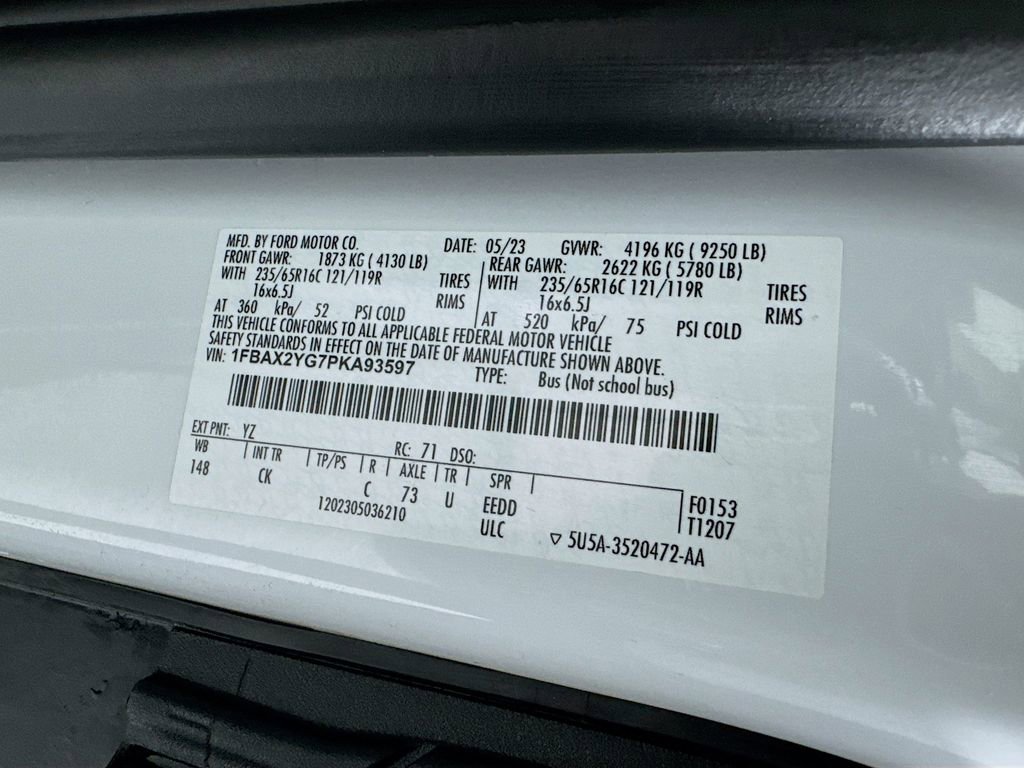 MFD. BY FORD MOTOR CO. DATE: 05/23 GVWR: 4196 KG ( 9250 LB)
FRONT GAWR: 1873 KG ( 4130 LB) REAR GAWR: 2622 KG ( 5780 LB)
WITH 235/65R16C 121/119R TIRES WITH 235/65R16C 121/119R TIRES
16x6.5J RIMS 16x6.5J RIMS
AT 360 kPa/ 52 PSI COLD AT 520 kPa/ 75 PSI COLD
THIS VEHICLE CONFORMS TO ALL APPLICABLE FEDERAL MOTOR VEHICLE
SAFETY STANDARDS IN EFFECT ON THE DATE OF MANUFACTURE SHOWN ABOVE.
VIN: 1FBAX2YG7PKA93597 TYPE: Bus (Not school bus)
EXT PNT: YZ RC: 71 DSO:
WB INT TR TP/PS R AXLE TR SPR
148 CK C 73 U EEDD F0153
1202305036210 ULC T1207
5U5A-3520472-AA